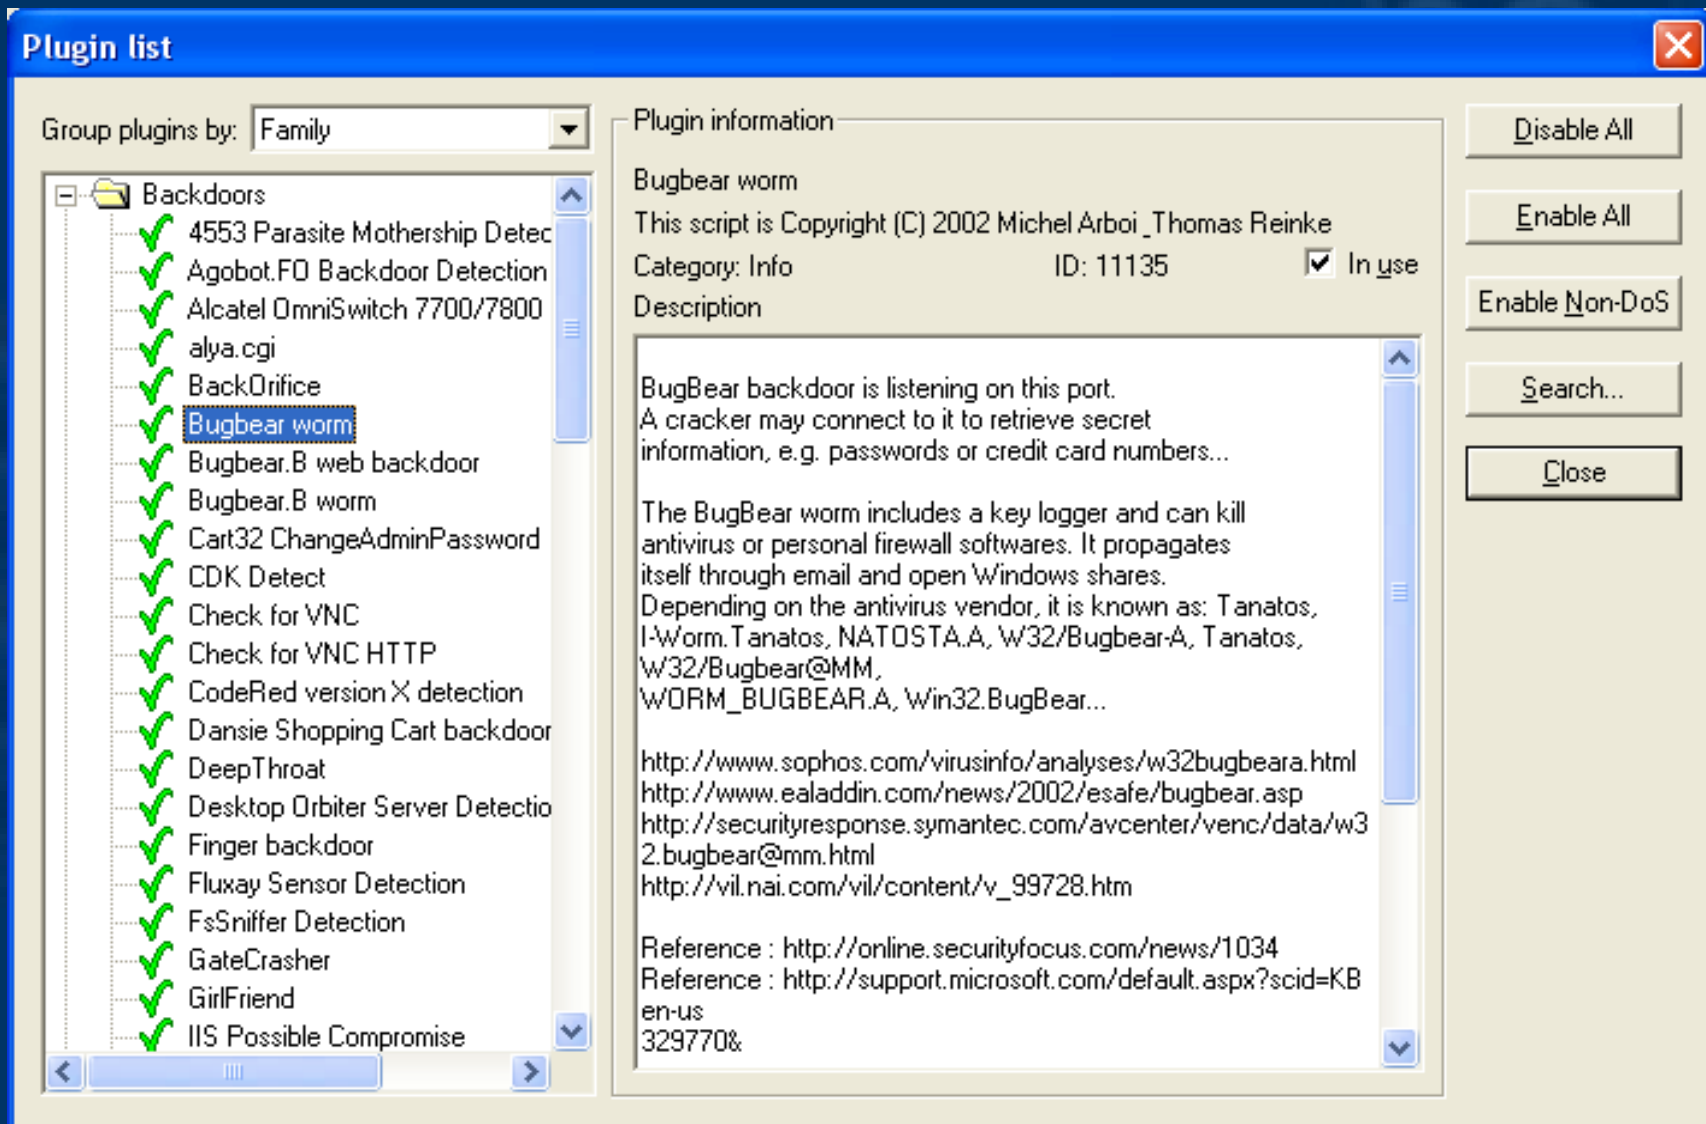 Plugin list
Group plugins by: Family
Backdoors
4553 Parasite Mothership Detec
Agobot.FO Backdoor Detection
Alcatel OmniSwitch 7700/7800
alya.cgi
BackOrifice
Bugbear worm
Bugbear.B web backdoor
Bugbear.B worm
Cart32 ChangeAdminPassword
CDK Detect
Check for VNC
Check for VNC HTTP
CodeRed version X detection
Dansie Shopping Cart backdoor
DeepThroat
Desktop Orbiter Server Detectio
Finger backdoor
Fluxay Sensor Detection
FsSniffer Detection
GateCrasher
GirlFriend
IIS Possible Compromise
Plugin information
Bugbear worm
This script is Copyright (C) 2002 Michel Arboi _Thomas Reinke
Category: Info ID: 11135 In use
Description
BugBear backdoor is listening on this port.
A cracker may connect to it to retrieve secret
information, e.g. passwords or credit card numbers...
The BugBear worm includes a key logger and can kill
antivirus or personal firewall softwares. It propagates
itself through email and open Windows shares.
Depending on the antivirus vendor, it is known as: Tanatos,
I-Worm.Tanatos, NATOSTA.A, W32/Bugbear-A, Tanatos,
W32/Bugbear@MM,
WORM_BUGBEAR.A, Win32.BugBear...
http://www.sophos.com/virusinfo/analyses/w32bugbeara.html
http://www.ealaddin.com/news/2002/esafe/bugbear.asp
http://securityresponse.symantec.com/avcenter/venc/data/w3
2.bugbear@mm.html
http://vil.nai.com/vil/content/v_99728.htm
Reference : http://online.securityfocus.com/news/1034
Reference : http://support.microsoft.com/default.aspx?scid=KB
en-us
329770&
Disable All
Enable All
Enable Non-DoS
Search...
Close